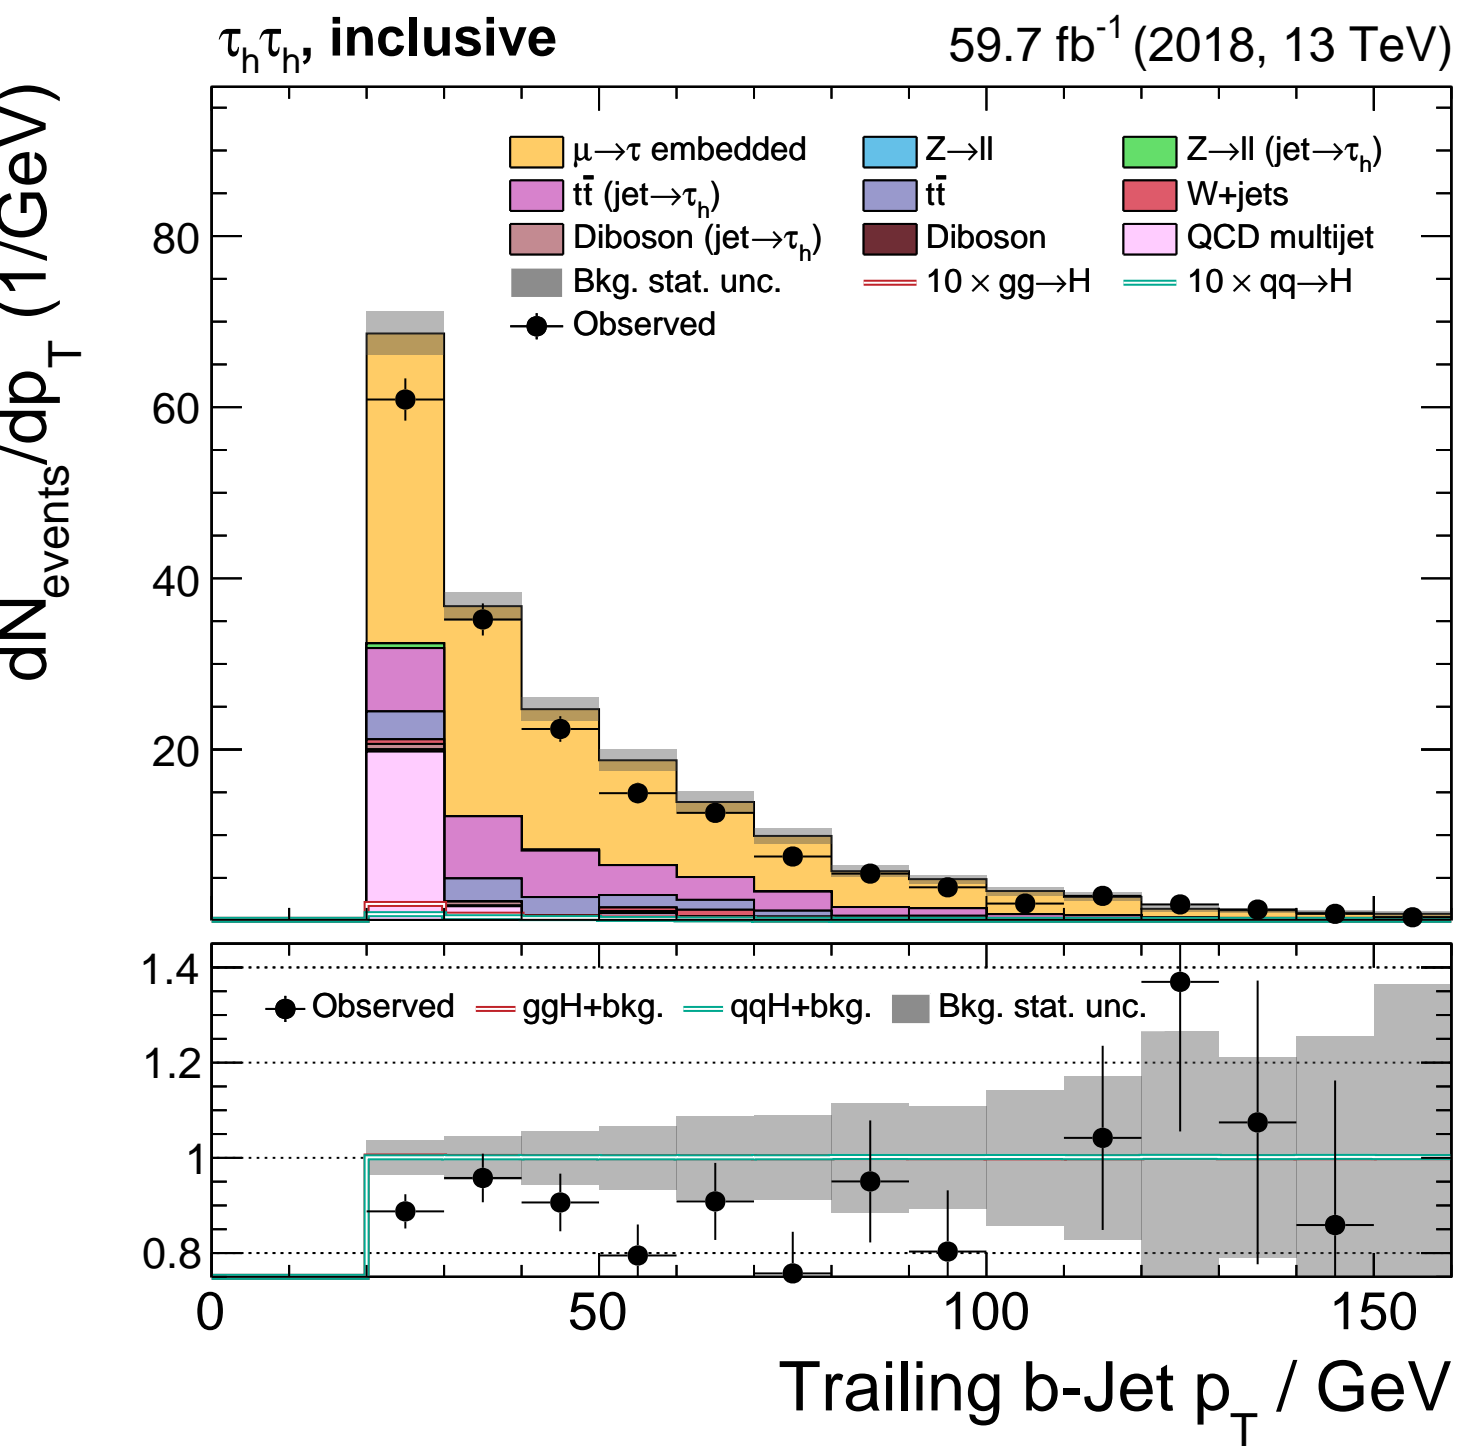 τhτh, inclusive
59.7 fb-1 (2018, 13 TeV)
dNevents/dpT (1/GeV)
μ→τ embedded
Z→ll
Z→ll (jet→τh)
tt̄ (jet→τh)
tt̄
W+jets
Diboson (jet→τh)
Diboson
QCD multijet
Bkg. stat. unc.
10 × gg→H
10 × qq→H
Observed
80
60
40
20
1.4
Observed
ggH+bkg.
qqH+bkg.
Bkg. stat. unc.
1.2
1
0.8
0
50
100
150
Trailing b-Jet pT / GeV